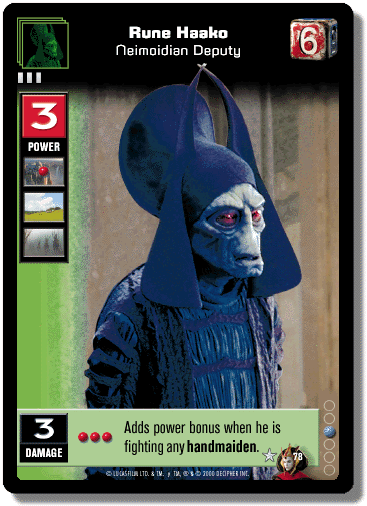 Rune Haako
Neimoidian Deputy
6
3
POWER
3
DAMAGE
Adds power bonus when he is
fighting any handmaiden.
78
© LUCASFILM LTD. & TM.
® & © 2000 DECIPHER INC.